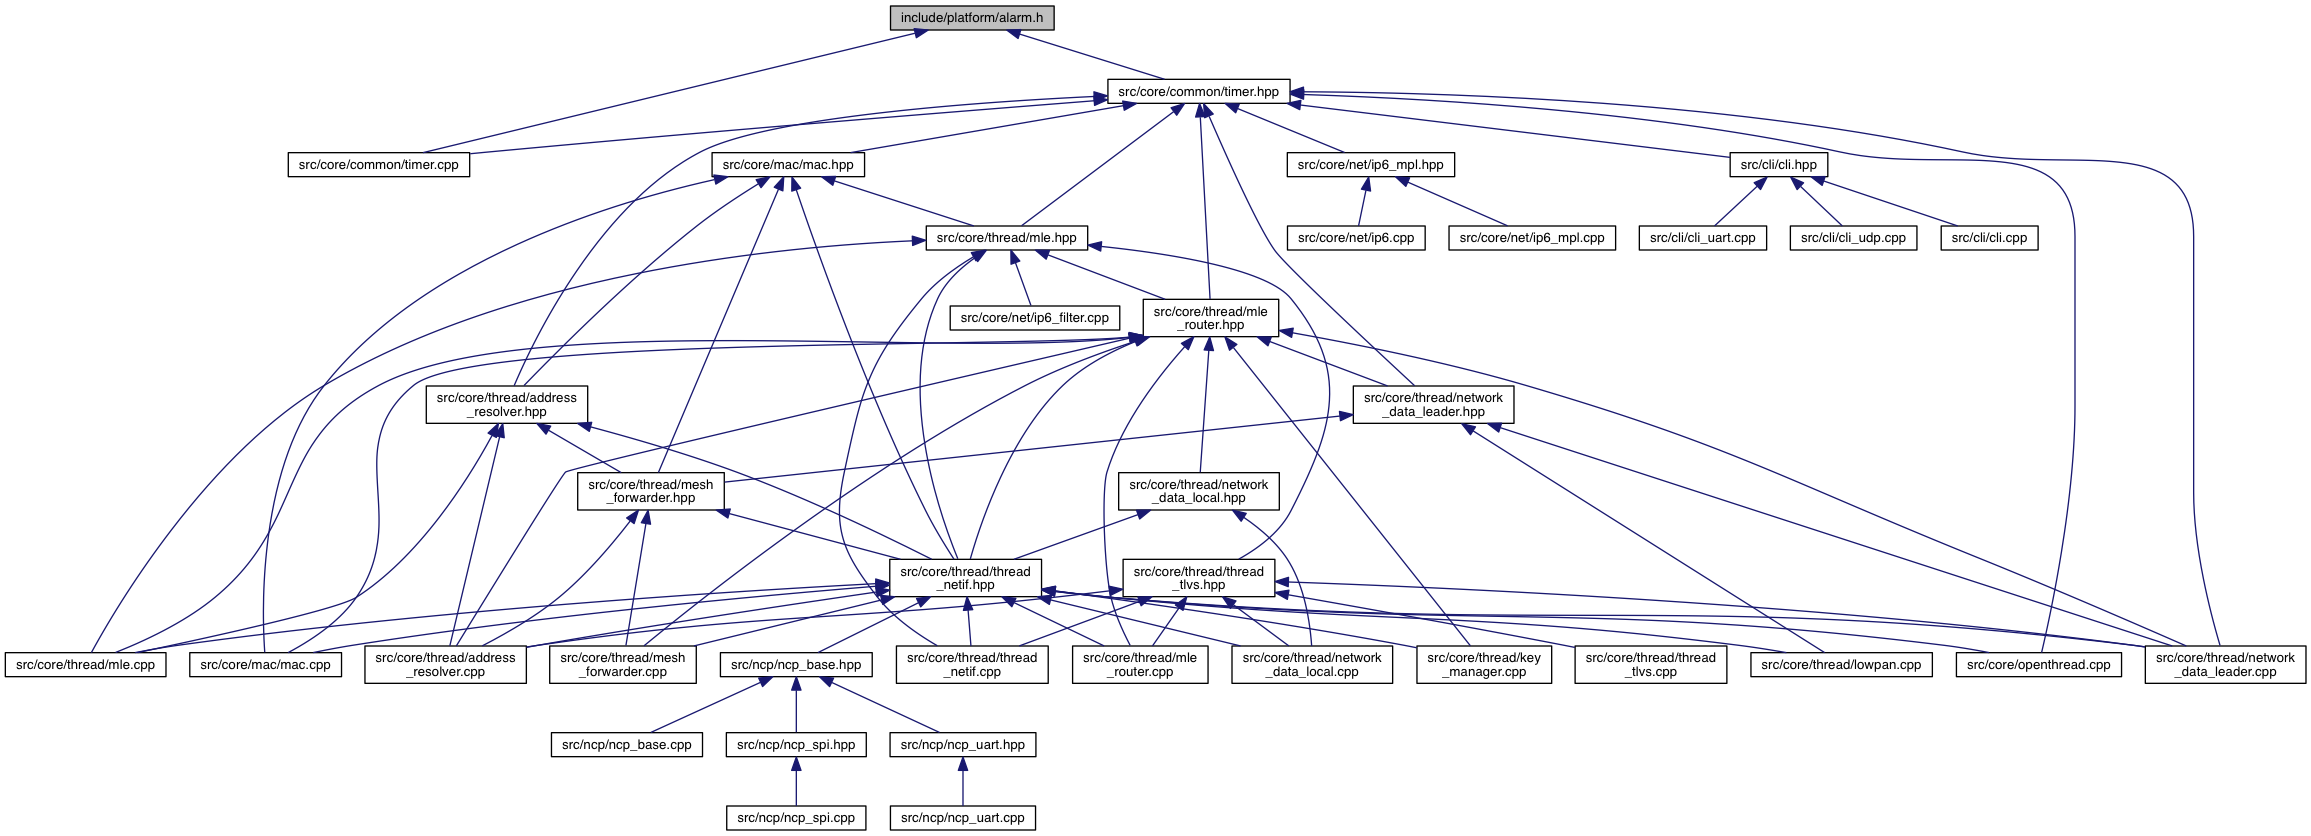 include/platform/alarm.h
src/core/common/timer.hpp
src/core/common/timer.cpp
src/core/mac/mac.hpp
src/core/net/ip6_mpl.hpp
src/cli/cli.hpp
src/core/thread/mle.hpp
src/core/net/ip6.cpp
src/core/net/ip6_mpl.cpp
src/cli/cli_uart.cpp
src/cli/cli_udp.cpp
src/cli/cli.cpp
src/core/net/ip6_filter.cpp
src/core/thread/mle
_router.hpp
src/core/thread/address
_resolver.hpp
src/core/thread/network
_data_leader.hpp
src/core/thread/mesh
_forwarder.hpp
src/core/thread/network
_data_local.hpp
src/core/thread/thread
_netif.hpp
src/core/thread/thread
_tlvs.hpp
src/core/thread/mle.cpp
src/core/mac/mac.cpp
src/core/thread/address
_resolver.cpp
src/core/thread/mesh
_forwarder.cpp
src/ncp/ncp_base.hpp
src/core/thread/thread
_netif.cpp
src/core/thread/mle
_router.cpp
src/core/thread/network
_data_local.cpp
src/core/thread/key
_manager.cpp
src/core/thread/thread
_tlvs.cpp
src/core/thread/lowpan.cpp
src/core/openthread.cpp
src/core/thread/network
_data_leader.cpp
src/ncp/ncp_base.cpp
src/ncp/ncp_spi.hpp
src/ncp/ncp_uart.hpp
src/ncp/ncp_spi.cpp
src/ncp/ncp_uart.cpp